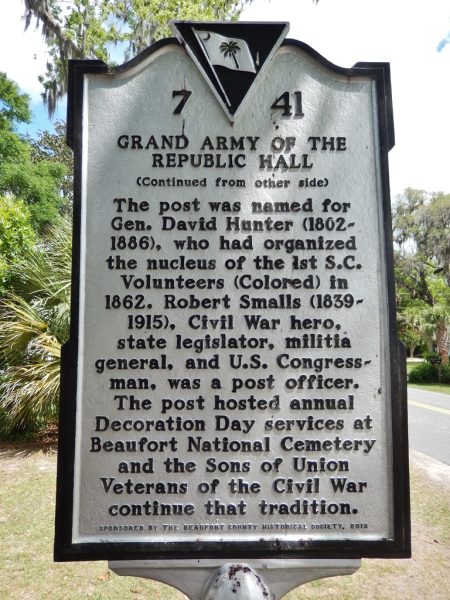 7 41
GRAND ARMY OF THE
REPUBLIC HALL
(Continued from other side)
The post was named for
Gen. David Hunter (1802-
1886), who had organized
the nucleus of the 1st S.C.
Volunteers (Colored) in
1862. Robert Smalls (1839-
1915), Civil War hero,
state legislator, militia
general, and U.S. Congress-
man, was a post officer.
The post hosted annual
Decoration Day services at
Beaufort National Cemetery
and the Sons of Union
Veterans of the Civil War
continue that tradition.
SPONSORED BY THE BEAUFORT COUNTY HISTORICAL SOCIETY, 2013